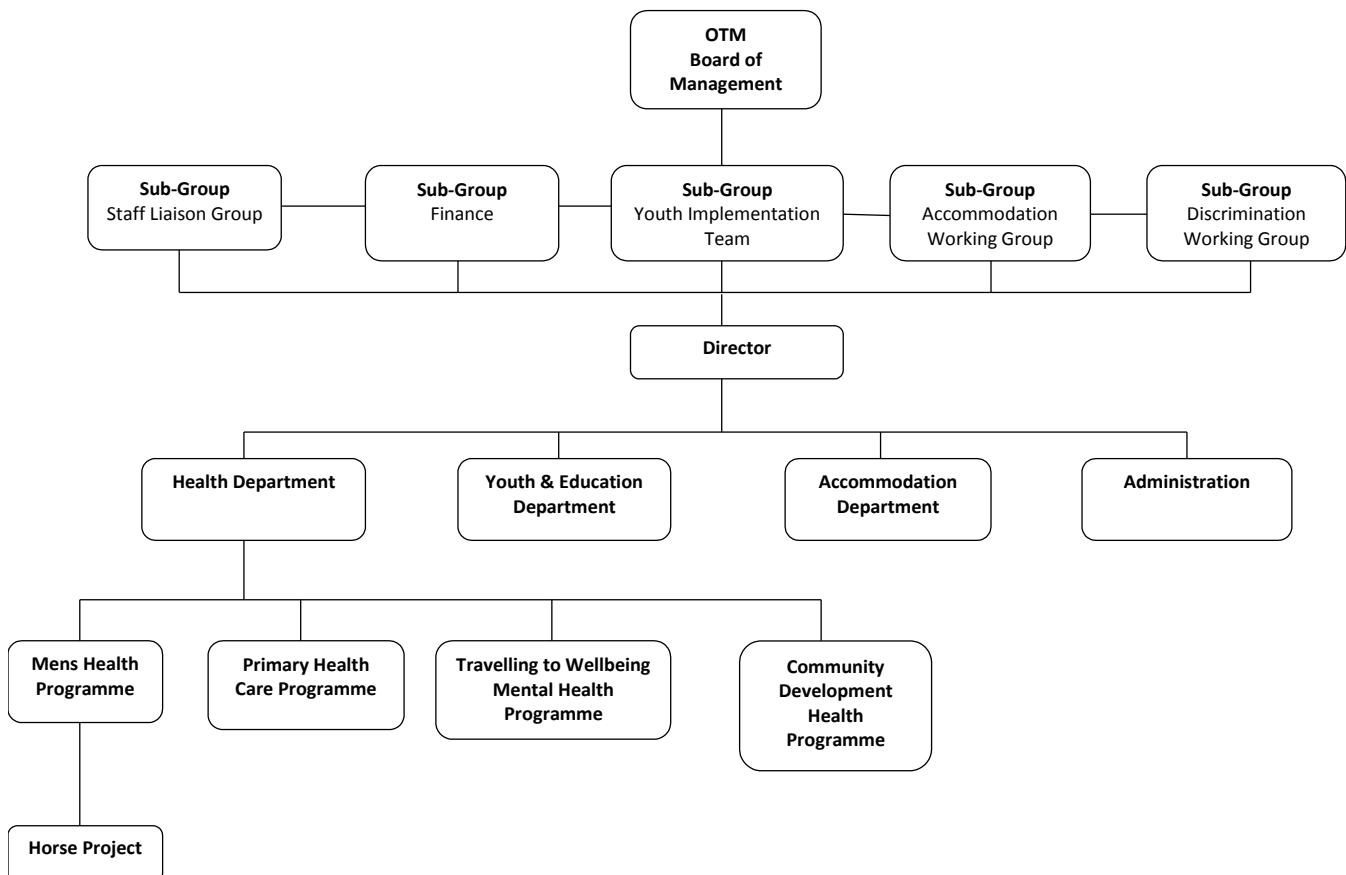 OTM
Board of
Management
Sub-Group
Staff Liaison Group
Sub-Group
Finance
Sub-Group
Youth Implementation
Team
Sub-Group
Accommodation
Working Group
Sub-Group
Discrimination
Working Group
Director
Health Department
Youth & Education
Department
Accommodation
Department
Administration
Mens Health
Programme
Primary Health
Care Programme
Travelling to Wellbeing
Mental Health
Programme
Community
Development
Health
Programme
Horse Project